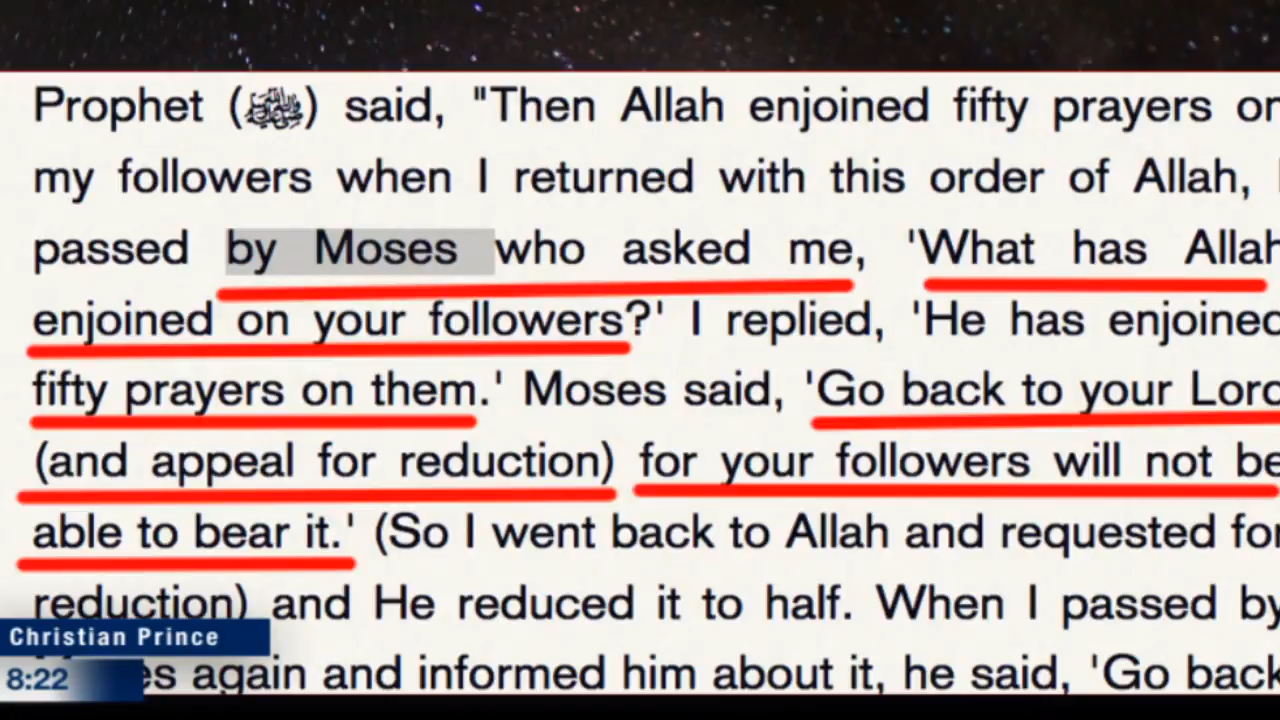 Prophet (ﷺ) said, "Then Allah enjoined fifty prayers on
my followers when I returned with this order of Allah, I
passed by Moses who asked me, 'What has Allah
enjoined on your followers?' I replied, 'He has enjoined
fifty prayers on them.' Moses said, 'Go back to your Lord
(and appeal for reduction) for your followers will not be
able to bear it.' (So I went back to Allah and requested for
reduction) and He reduced it to half. When I passed by
again and informed him about it, he said, 'Go back
Christian Prince
8:22